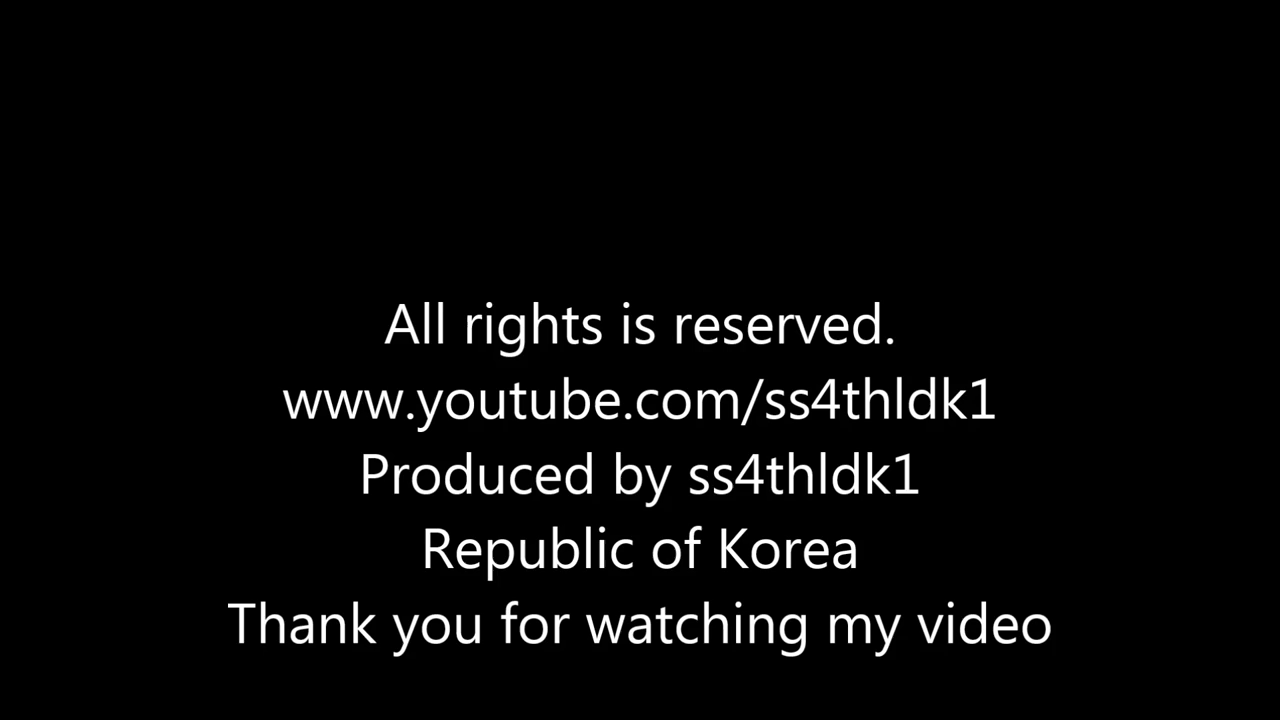 All rights is reserved.
www.youtube.com/ss4thldk1
Produced by ss4thldk1
Republic of Korea
Thank you for watching my video